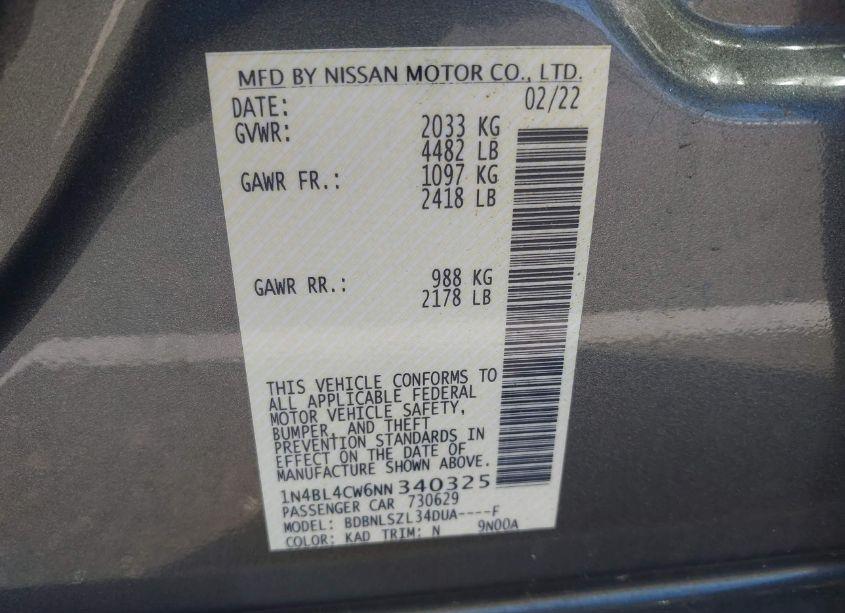 MFD BY NISSAN MOTOR CO., LTD.
DATE: 02/22
GVWR: 2033 KG
4482 LB
GAWR FR.: 1097 KG
2418 LB
GAWR RR.: 988 KG
2178 LB
THIS VEHICLE CONFORMS TO
ALL APPLICABLE FEDERAL
MOTOR VEHICLE SAFETY,
BUMPER, AND THEFT
PREVENTION STANDARDS IN
EFFECT ON THE DATE OF
MANUFACTURE SHOWN ABOVE.
1N4BL4CW6NN340325
PASSENGER CAR 730629
MODEL: BDBNLSZL34DUA----F
COLOR: KAD TRIM: N 9N00A